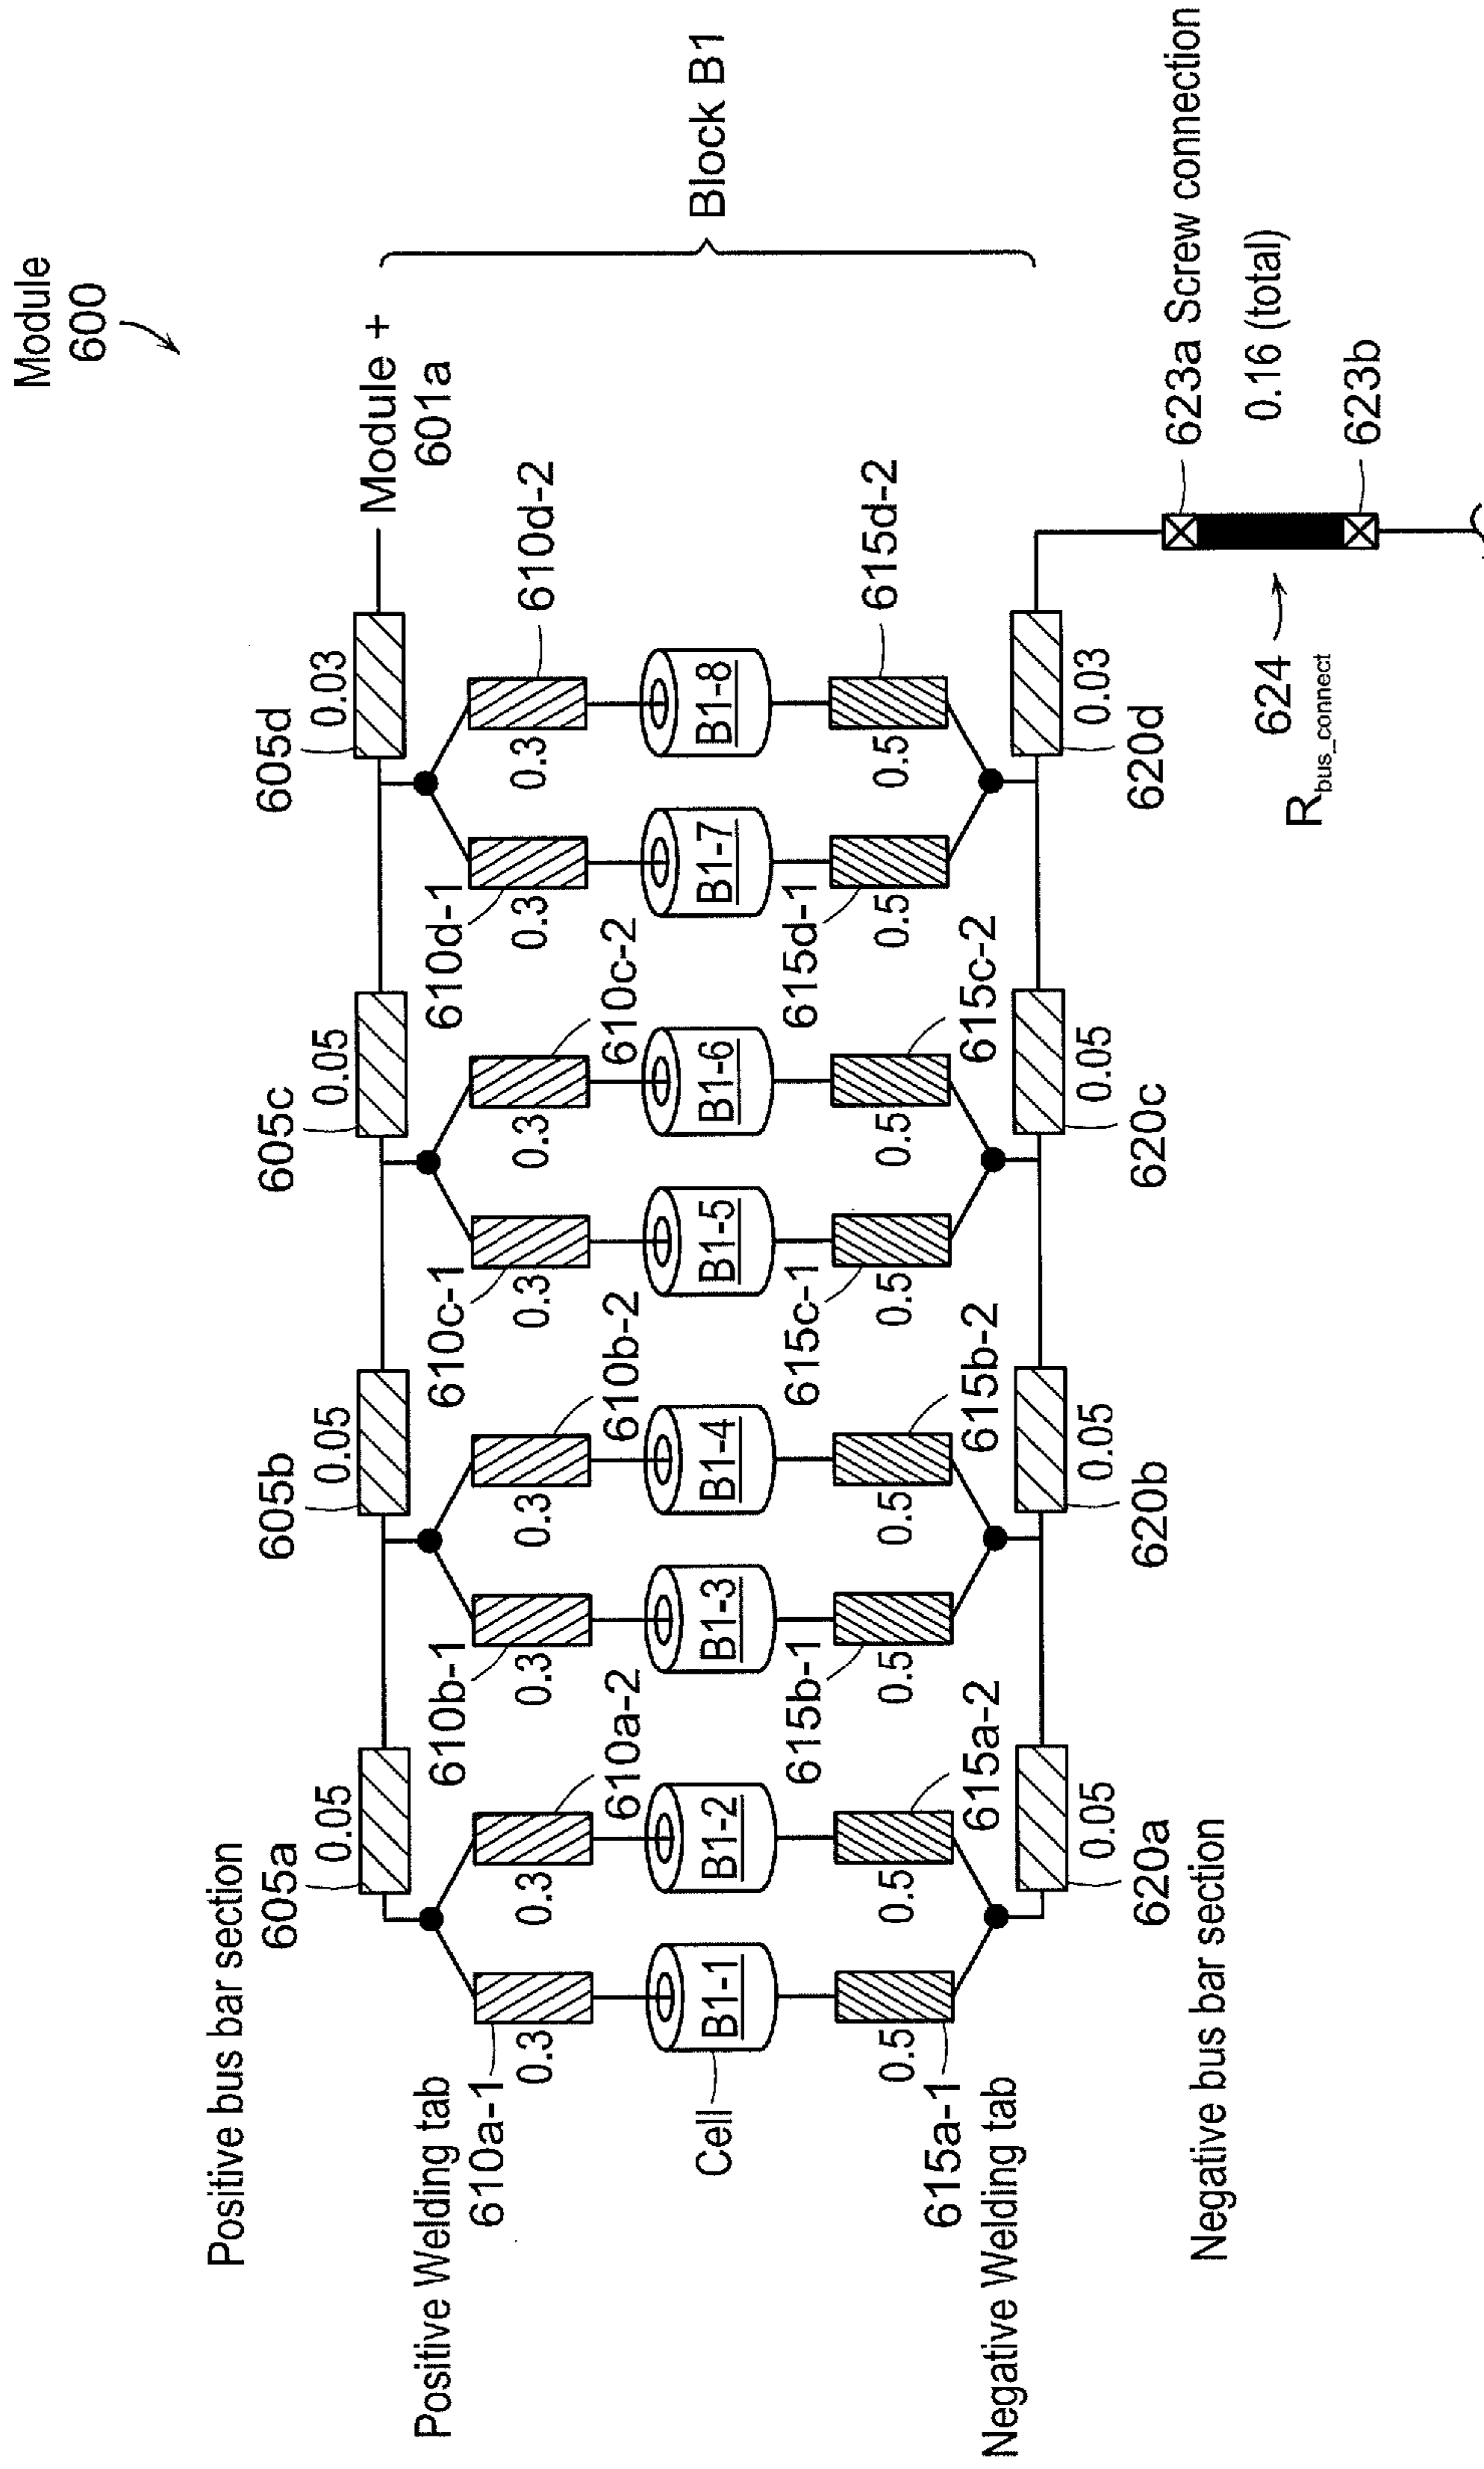 Module
600
Positive bus bar section
605a
0.05
605b
0.05
605c
0.05
605d
0.03
Module +
601a
Positive Welding tab
610a-1
0.3
0.3
610a-2
610b-1
0.3
0.3
610b-2
610c-1
0.3
0.3
610c-2
610d-1
0.3
0.3
610d-2
Cell
B1-1
B1-2
B1-3
B1-4
B1-5
B1-6
B1-7
B1-8
Block B1
Negative Welding tab
615a-1
0.5
0.5
615a-2
615b-1
0.5
0.5
615b-2
615c-1
0.5
0.5
615c-2
615d-1
0.5
0.5
615d-2
Negative bus bar section
620a
0.05
620b
0.05
620c
0.05
620d
0.03
623a Screw connection
624
0.16 (total)
Rbus_connect
623b